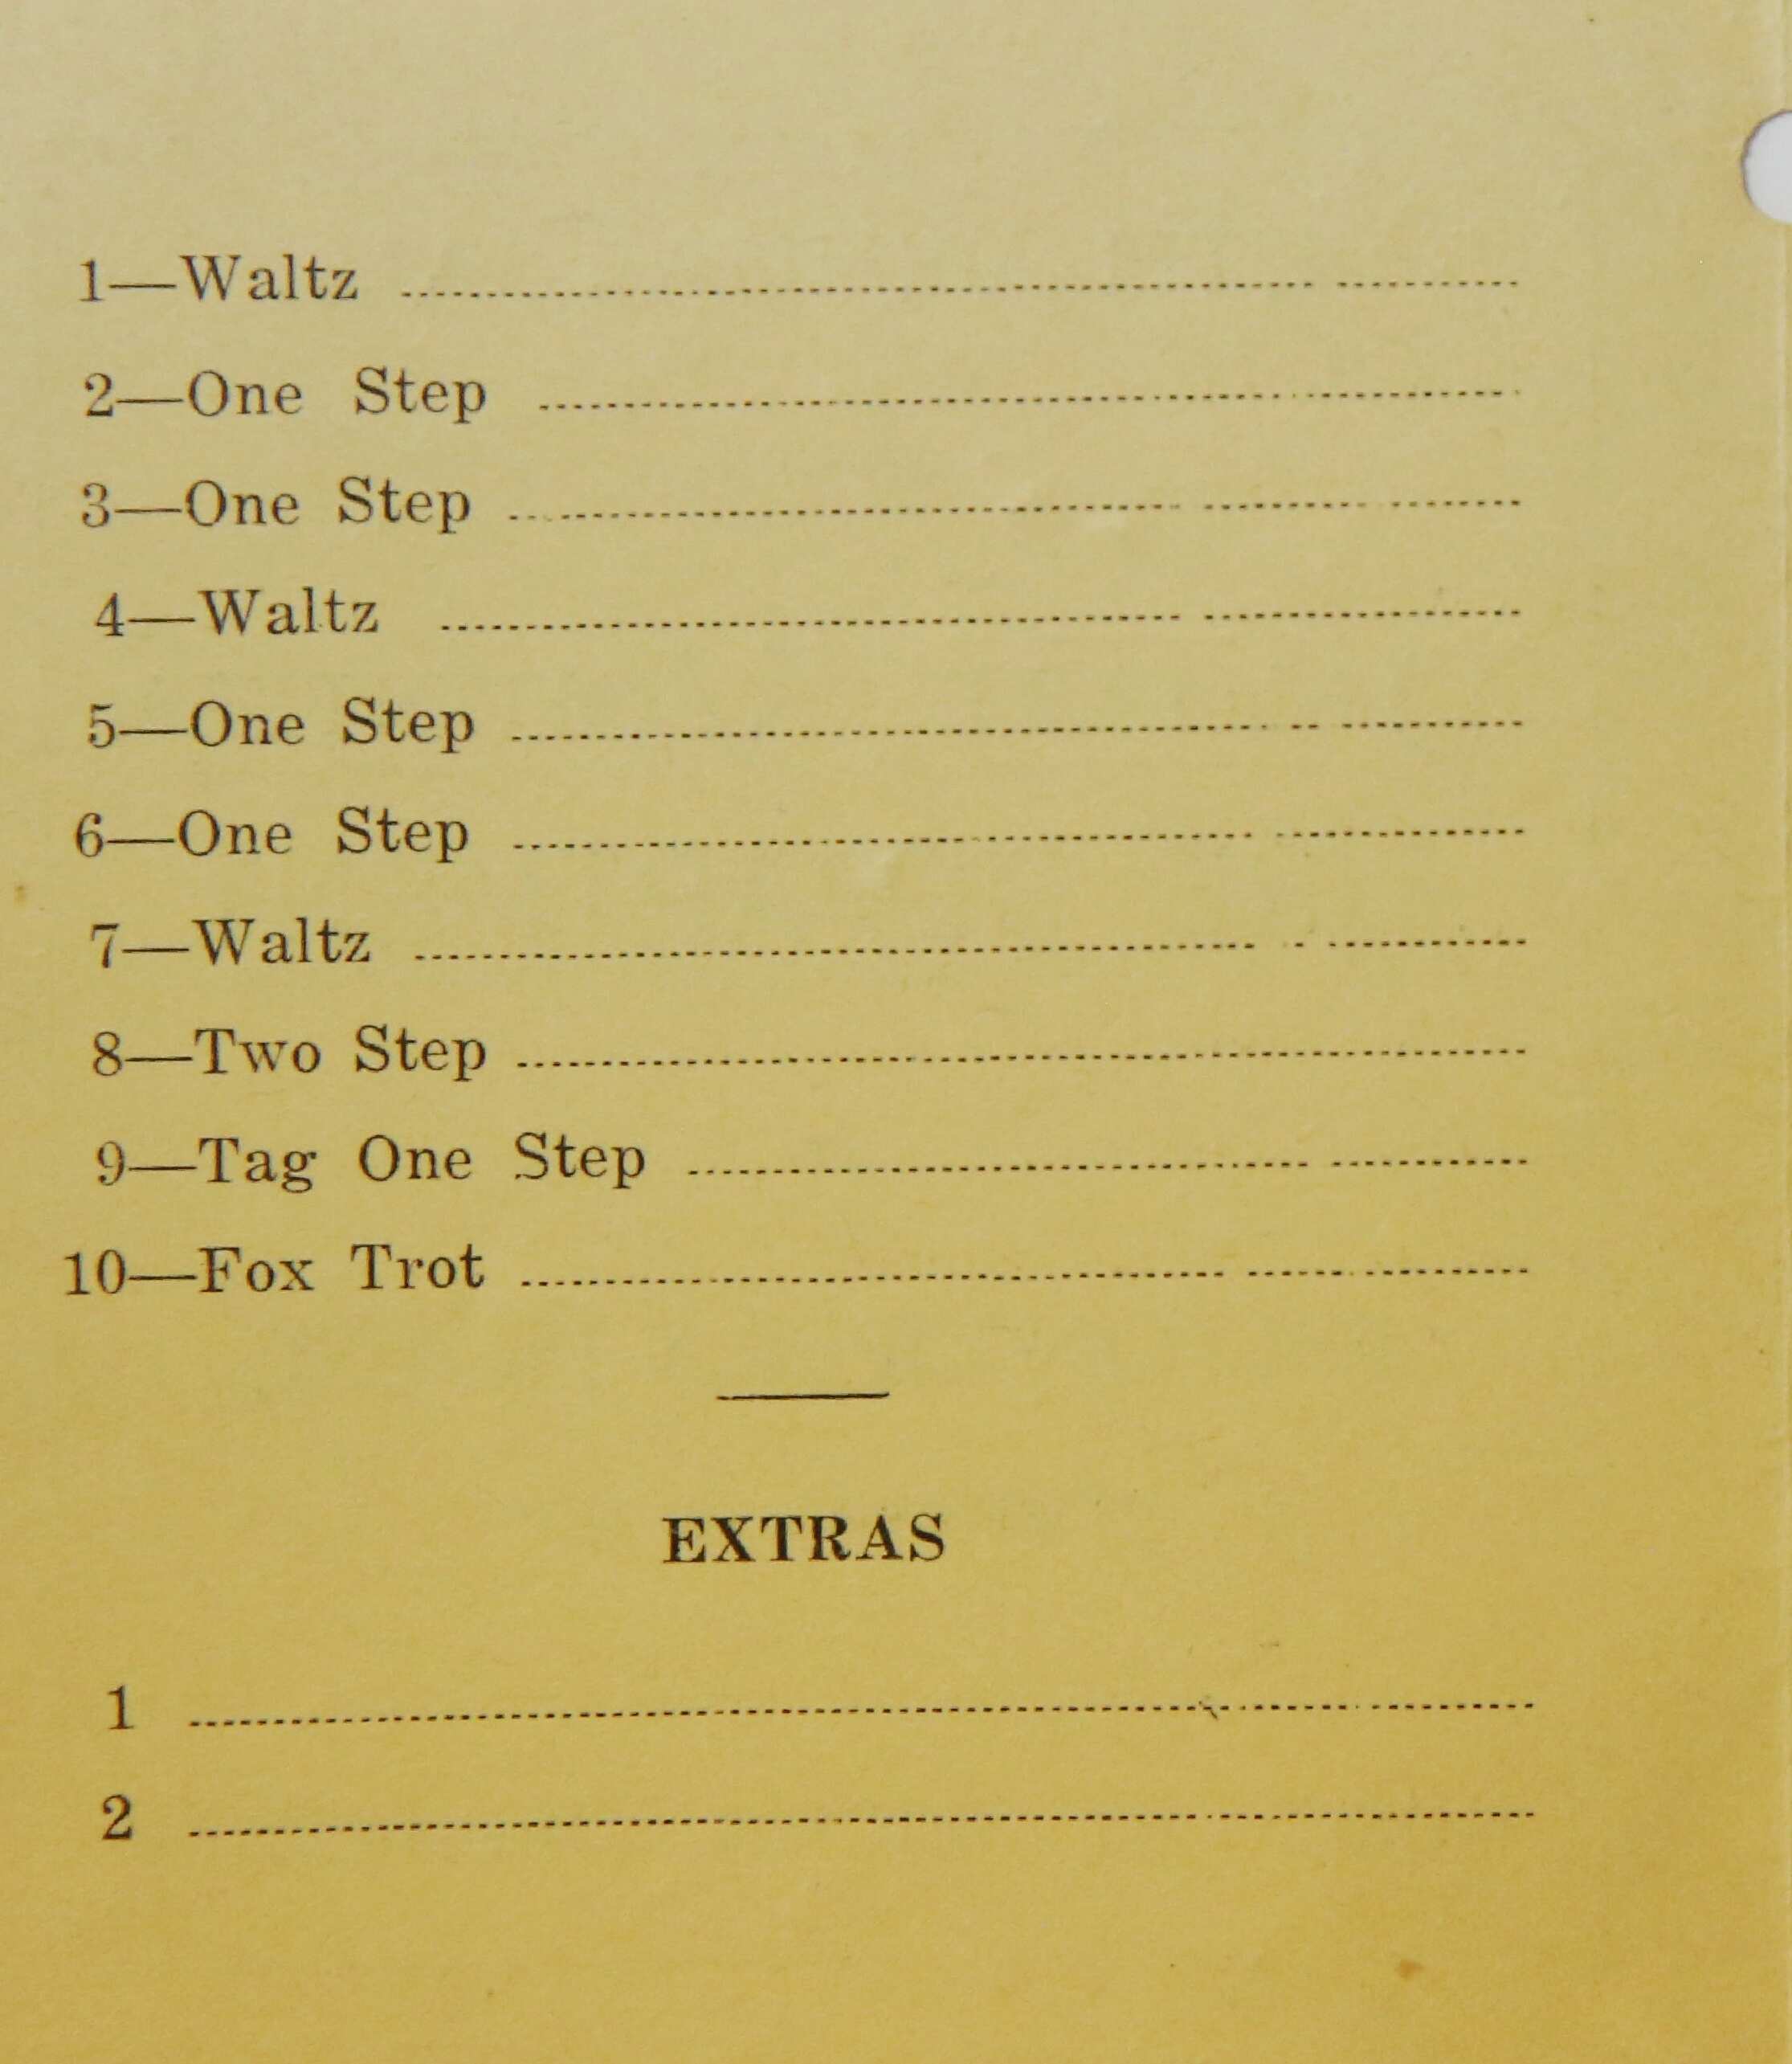 1—Waltz ........................................
2—One Step ........................................
3—One Step ........................................
4—Waltz ........................................
5—One Step ........................................
6—One Step ........................................
7—Waltz ........................................
8—Two Step ........................................
9—Tag One Step ........................................
10—Fox Trot ........................................
EXTRAS
1 ........................................
2 ........................................